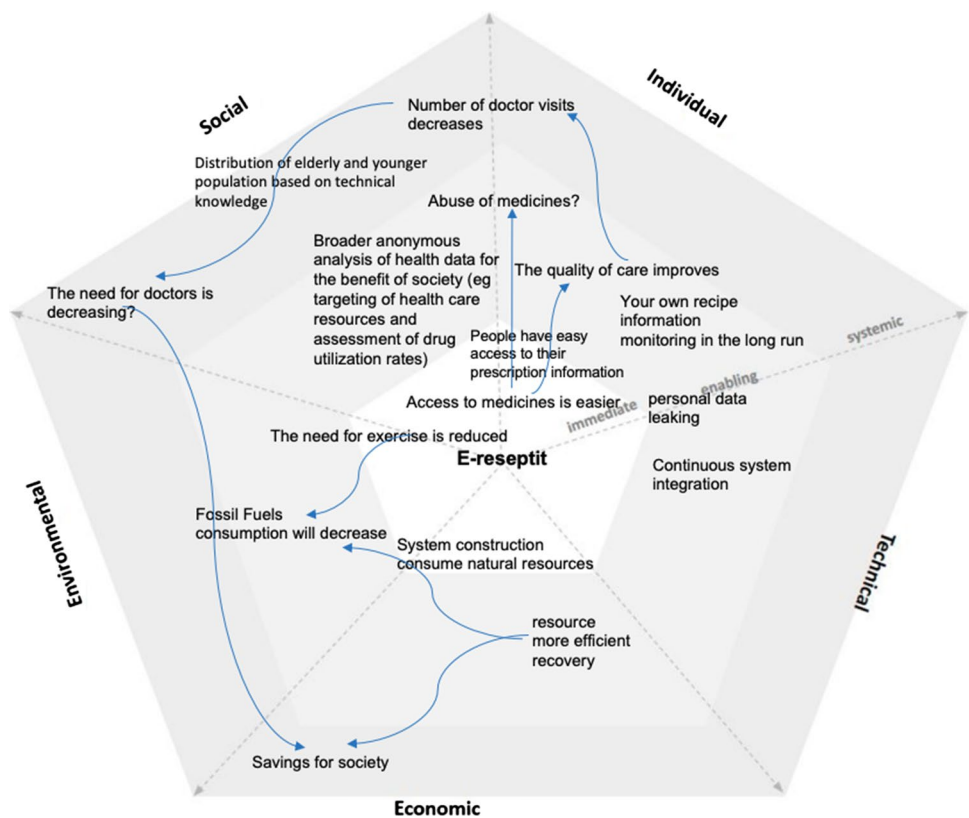 Individual
Social
Number of doctor visits
decreases
Distribution of elderly and younger
population based on technical
knowledge
Abuse of medicines?
Broader anonymous
analysis of health data for
the benefit of society (eg
targeting of health care
resources and
assessment of drug
utilization rates)
The quality of care improves
The need for doctors is
decreasing?
Your own recipe
information
monitoring in the long run
systemic
People have easy
access to their
prescription information
enabling
Access to medicines is easier
immediate
personal data
leaking
The need for exercise is reduced
E-reseptit
Continuous system
integration
Environmental
Fossil Fuels
consumption will decrease
System construction
consume natural resources
Technical
resource
more efficient
recovery
Savings for society
Economic